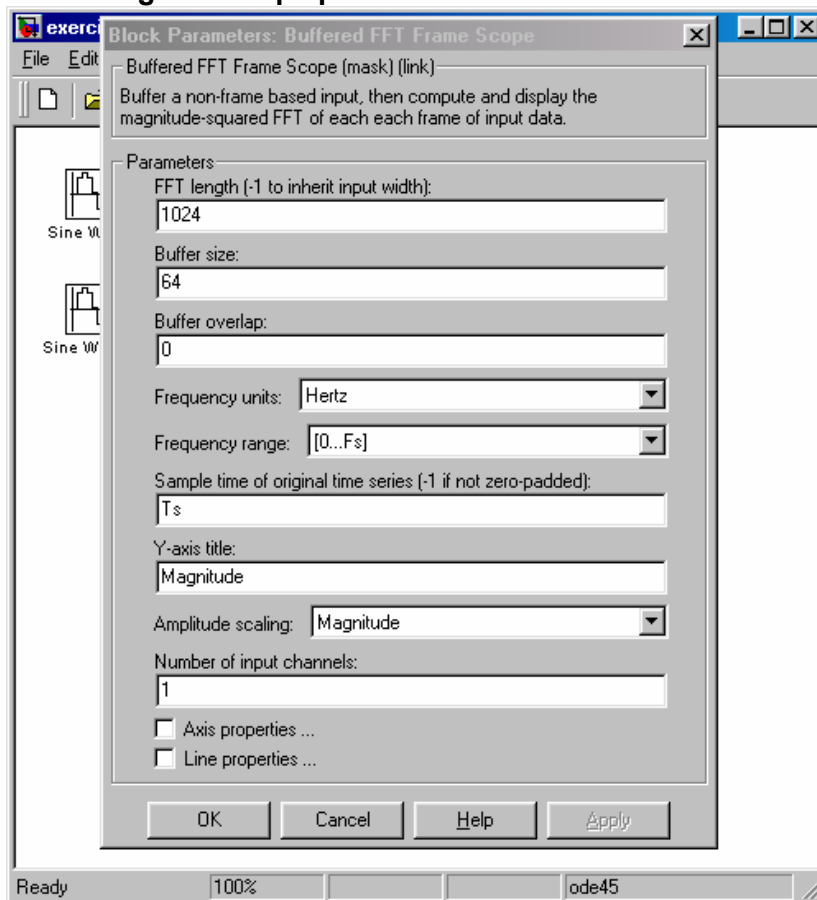 exerci
Block Parameters: Buffered FFT Frame Scope
File Edit
Buffered FFT Frame Scope (mask) (link)
Buffer a non-frame based input, then compute and display the
magnitude-squared FFT of each each frame of input data.
Parameters
FFT length (-1 to inherit input width):
1024
Sine W
Buffer size:
64
Buffer overlap:
0
Sine W
Frequency units: Hertz
Frequency range: [0...Fs]
Sample time of original time series (-1 if not zero-padded):
Ts
Y-axis title:
Magnitude
Amplitude scaling: Magnitude
Number of input channels:
1
Axis properties ...
Line properties ...
OK Cancel Help Apply
Ready 100% ode45